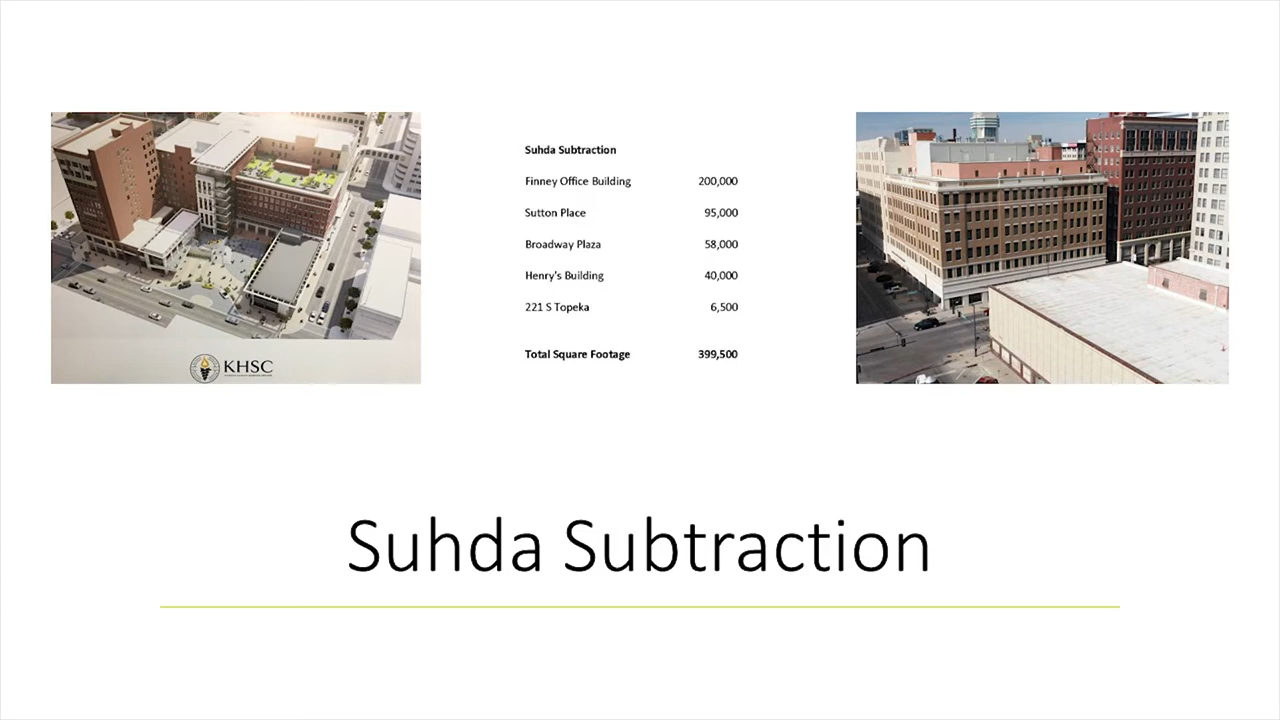 Suhda Subtraction
Finney Office Building 200,000
Sutton Place 95,000
Broadway Plaza 58,000
Henry's Building 40,000
221 S Topeka 6,500
Total Square Footage 399,500
KHSC
Suhda Subtraction